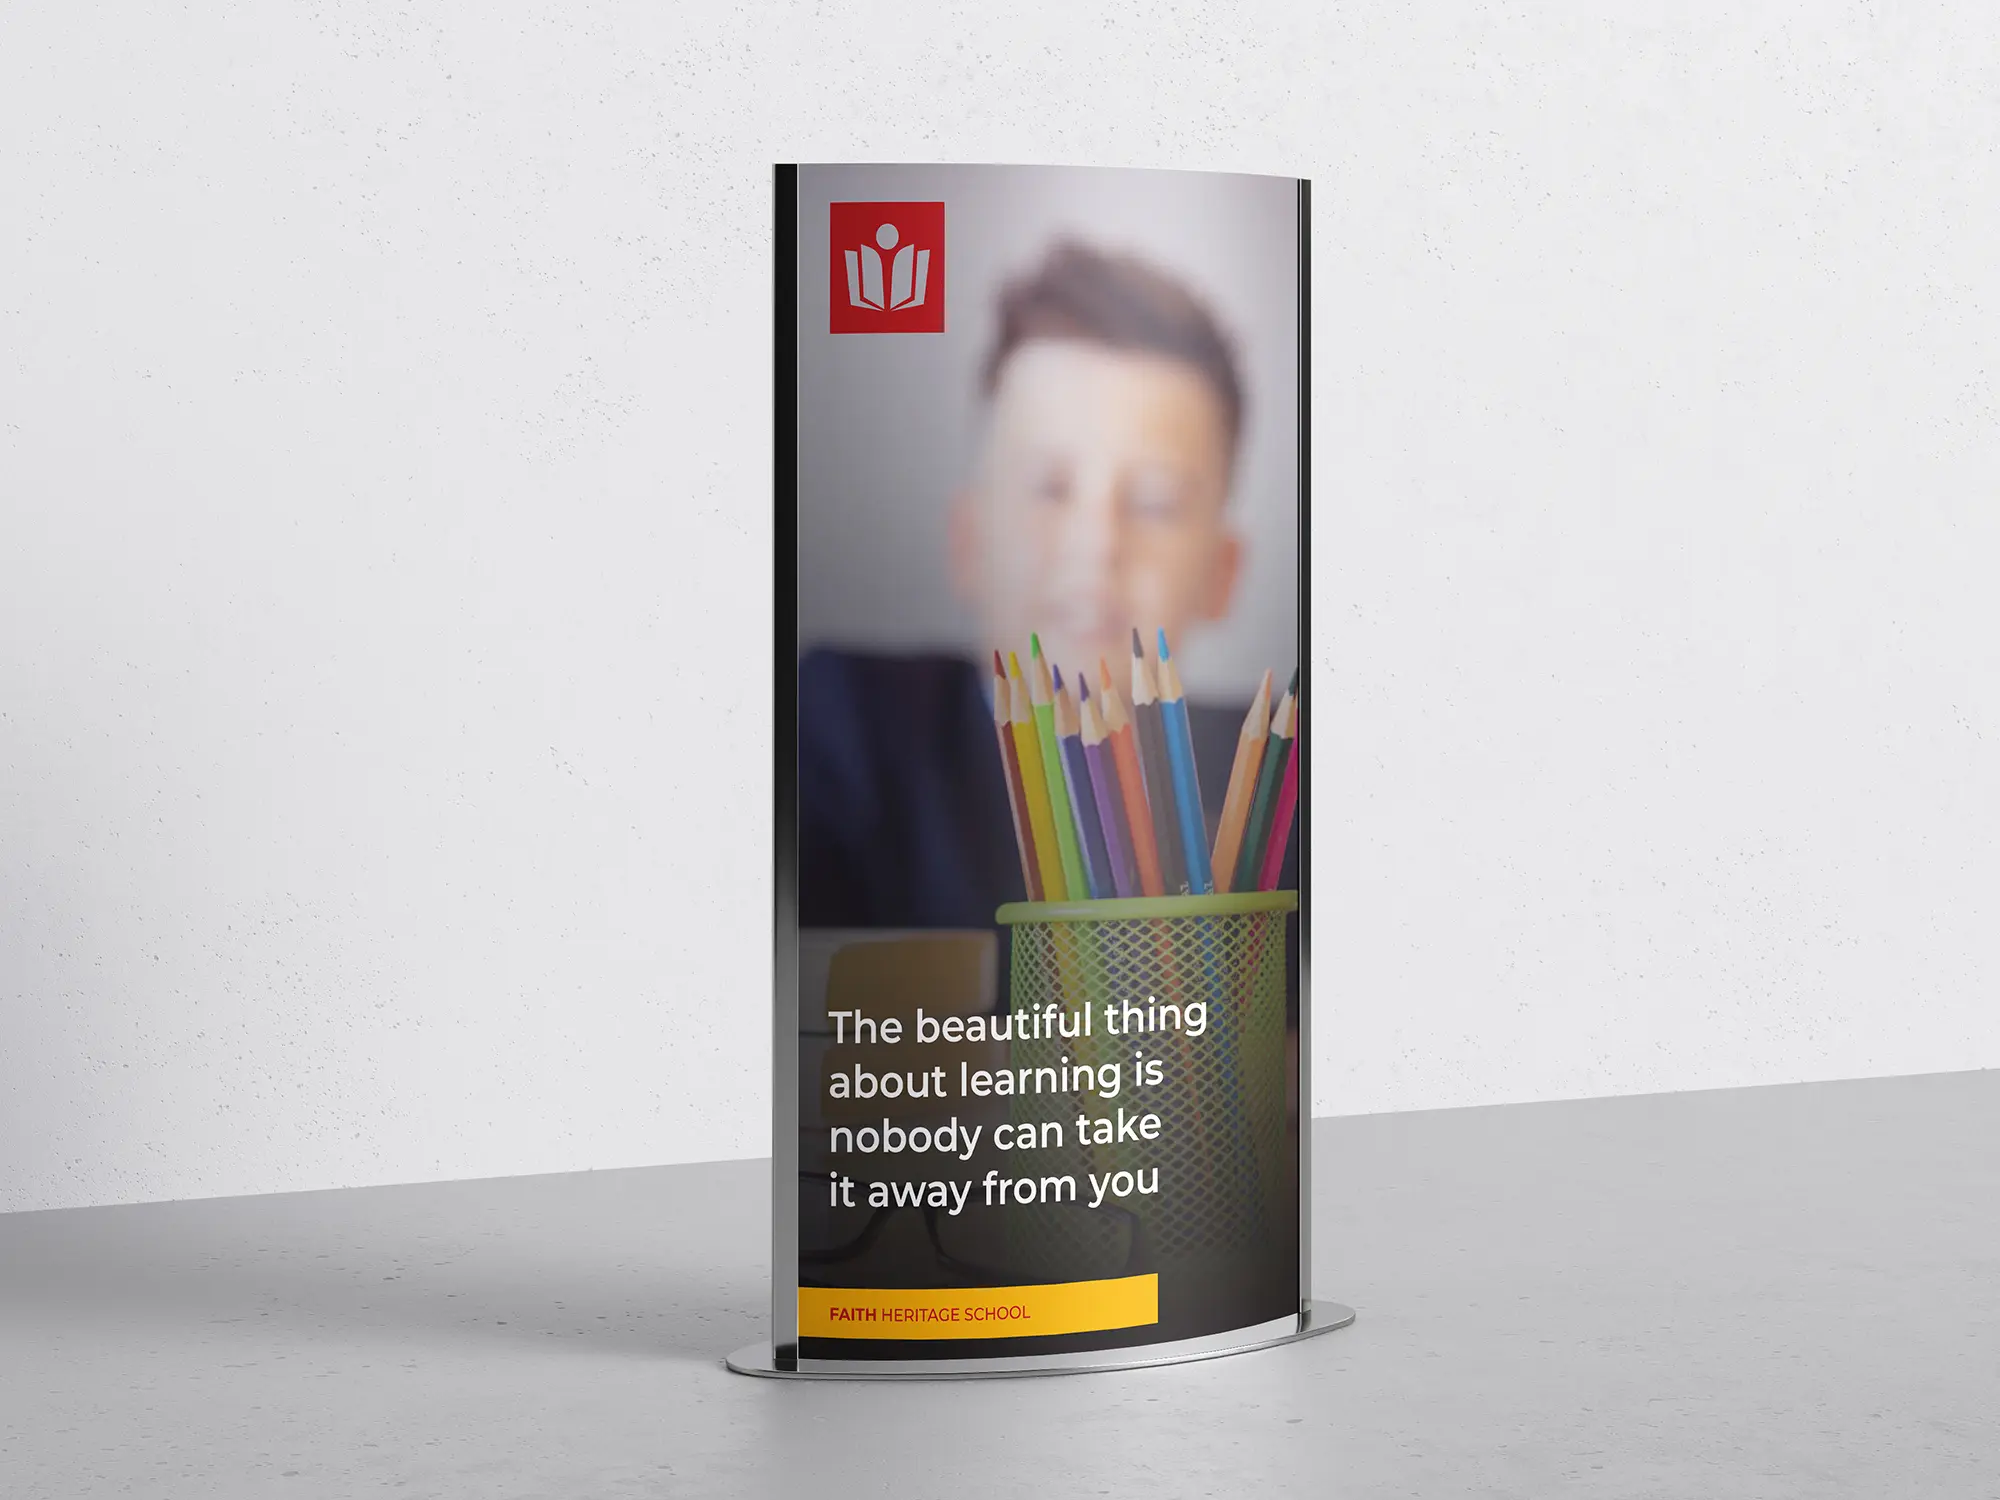 The beautiful thing
about learning is
nobody can take
it away from you
FAITH HERITAGE SCHOOL